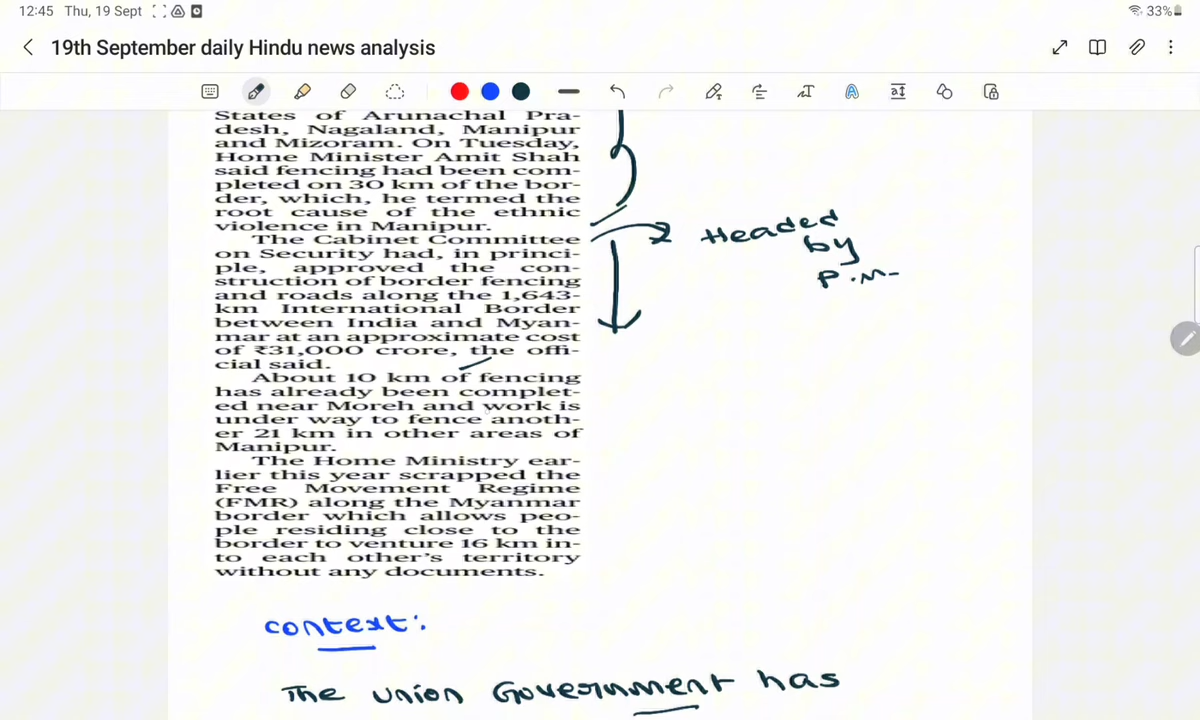 12:45 Thu, 19 Sept
33%
19th September daily Hindu news analysis
States of Arunachal Pra-
desh, Nagaland, Manipur
and Mizoram. On Tuesday,
Home Minister Amit Shah
said fencing had been com-
pleted on 30 km of the bor-
der, which, he termed the
root cause of the ethnic
violence in Manipur.
The Cabinet Committee
on Security had, in princi-
ple, approved the con-
struction of border fencing
and roads along the 1,643-
km International Border
between India and Myan-
mar at an approximate cost
of ₹31,000 crore, the offi-
cial said.
About 10 km of fencing
has already been complet-
ed near Moreh and work is
under way to fence anoth-
er 21 km in other areas of
Manipur.
The Home Ministry ear-
lier this year scrapped the
Free Movement Regime
(FMR) along the Myanmar
border which allows peo-
ple residing close to the
border to venture 16 km in-
to each other's territory
without any documents.
Headed
by
P.M-
context:
The union Government has